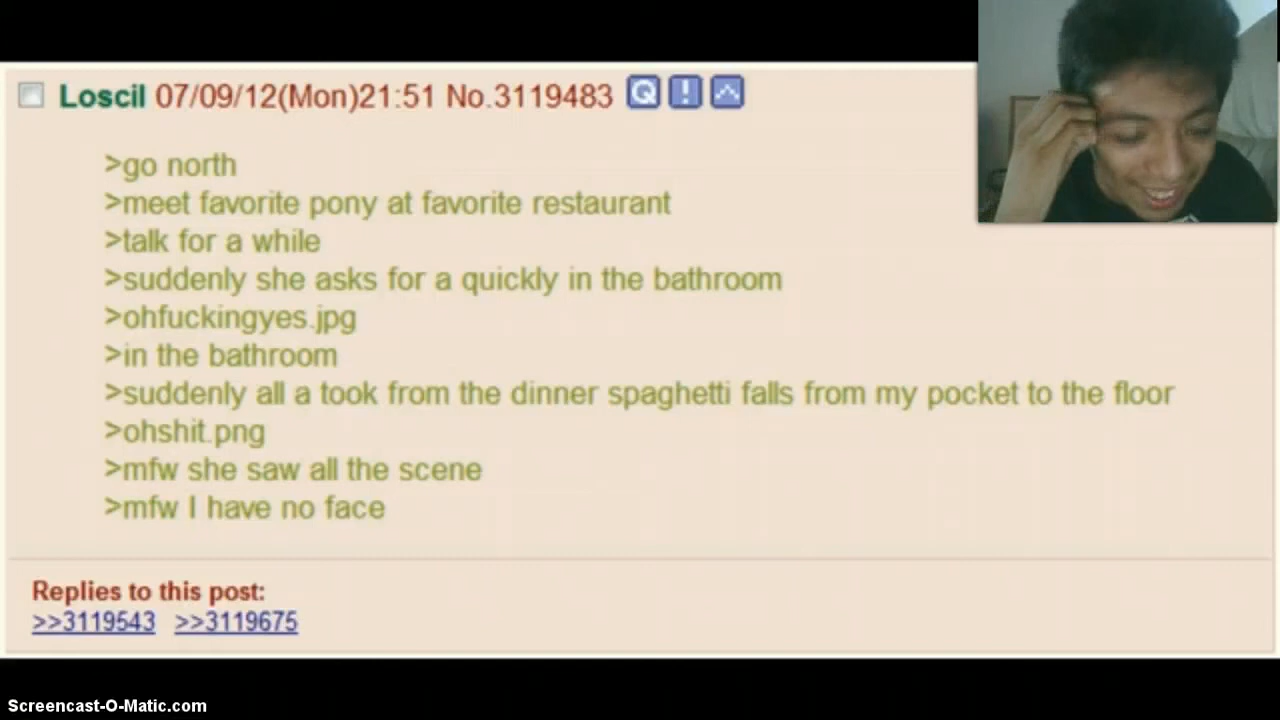 Loscil 07/09/12(Mon)21:51 No.3119483
>go north
>meet favorite pony at favorite restaurant
>talk for a while
>suddenly she asks for a quickly in the bathroom
>ohfuckingyes.jpg
>in the bathroom
>suddenly all a took from the dinner spaghetti falls from my pocket to the floor
>ohshit.png
>mfw she saw all the scene
>mfw I have no face
Replies to this post:
>>3119543 >>3119675
Screencast-O-Matic.com